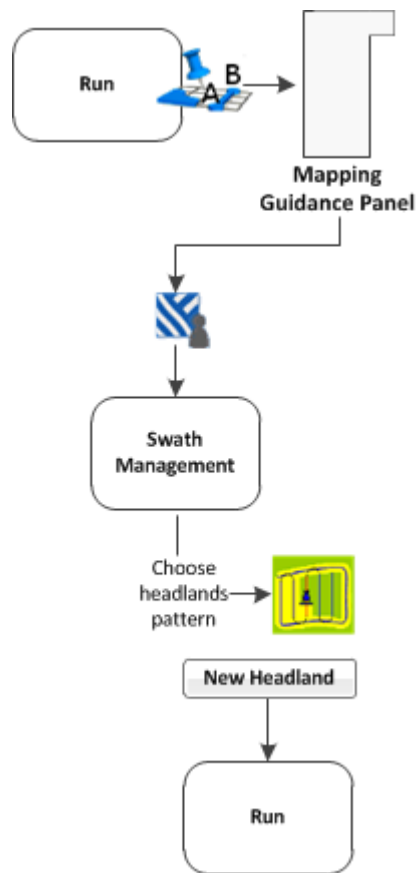 Run
A
B
Mapping
Guidance Panel
Swath
Management
Choose
headlands
pattern
New Headland
Run